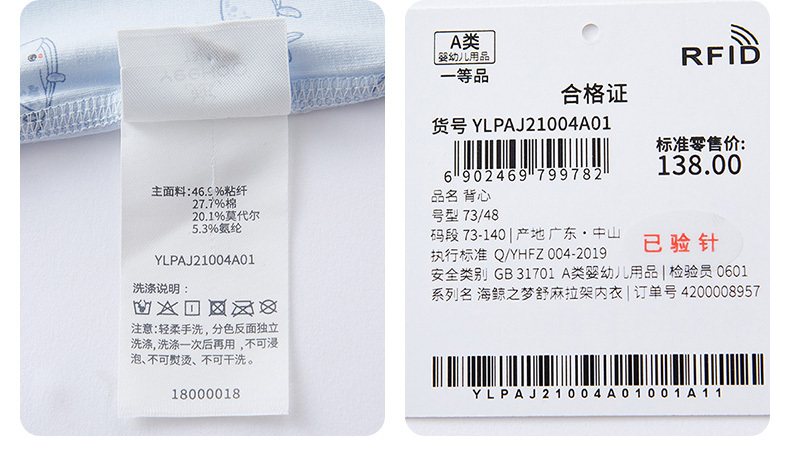 主面料：46.9%粘纤
27.7%棉
20.1%莫代尔
5.3%氨纶
YLPAJ21004A01
洗涤说明：
注意：轻柔手洗，分色反面独立
洗涤，洗涤一次后再用，不可浸
泡、不可熨烫、不可干洗。
18000018
A类
婴幼儿用品
一等品
RFID
合格证
货号 YLPAJ21004A01
标准零售价:
138.00
6 902469 799782
品名 背心
号型 73/48
码段 73-140 | 产地 广东·中山
已验针
执行标准 Q/YHFZ 004-2019
安全类别 GB 31701 A类婴幼儿用品 | 检验员 0601
系列名 海鲸之梦舒麻拉架内衣 | 订单号 4200008957
YLPAJ21004A01001A11